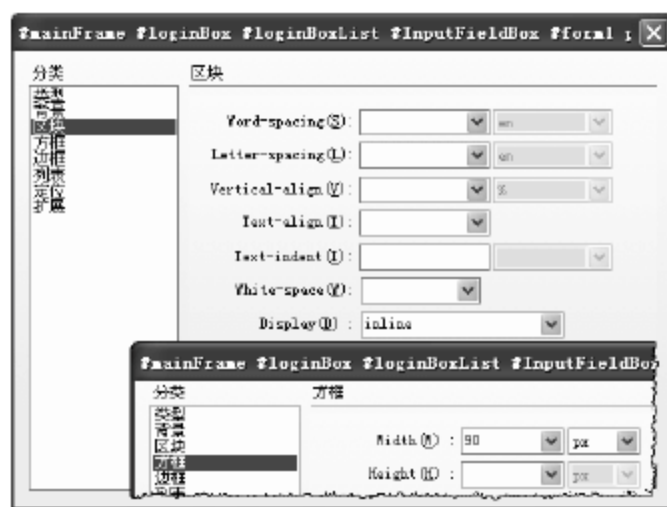 #mainFrame #loginBox #loginBoxList #InputFieldBox #form1 p
分类
区块
类型
背景
区块
方框
边框
列表
定位
扩展
Word-spacing(S):
em
Letter-spacing(L):
em
Vertical-align(V):
%
Text-align(T):
Text-indent(I):
White-space(W):
Display(D) : inline
#mainFrame #loginBox #loginBoxList #InputFieldBox
分类
方框
类型
背景
区块
方框
边框
Width(W) : 90 px
Height(H) : px